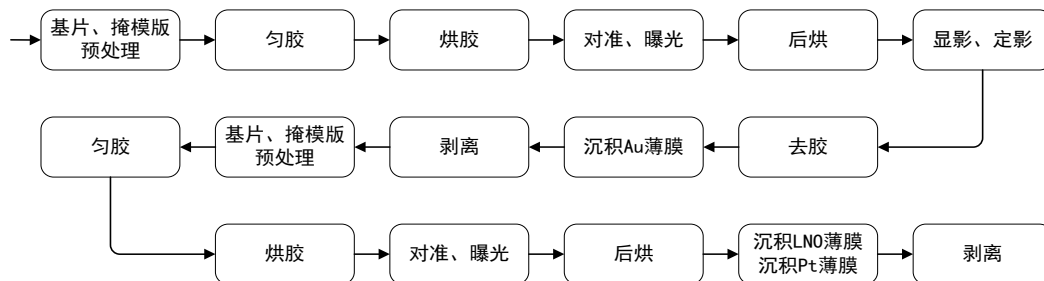 基片、掩模版
预处理
匀胶
烘胶
对准、曝光
后烘
显影、定影
去胶
沉积Au薄膜
剥离
基片、掩模版
预处理
匀胶
烘胶
对准、曝光
后烘
沉积LNO薄膜
沉积Pt薄膜
剥离